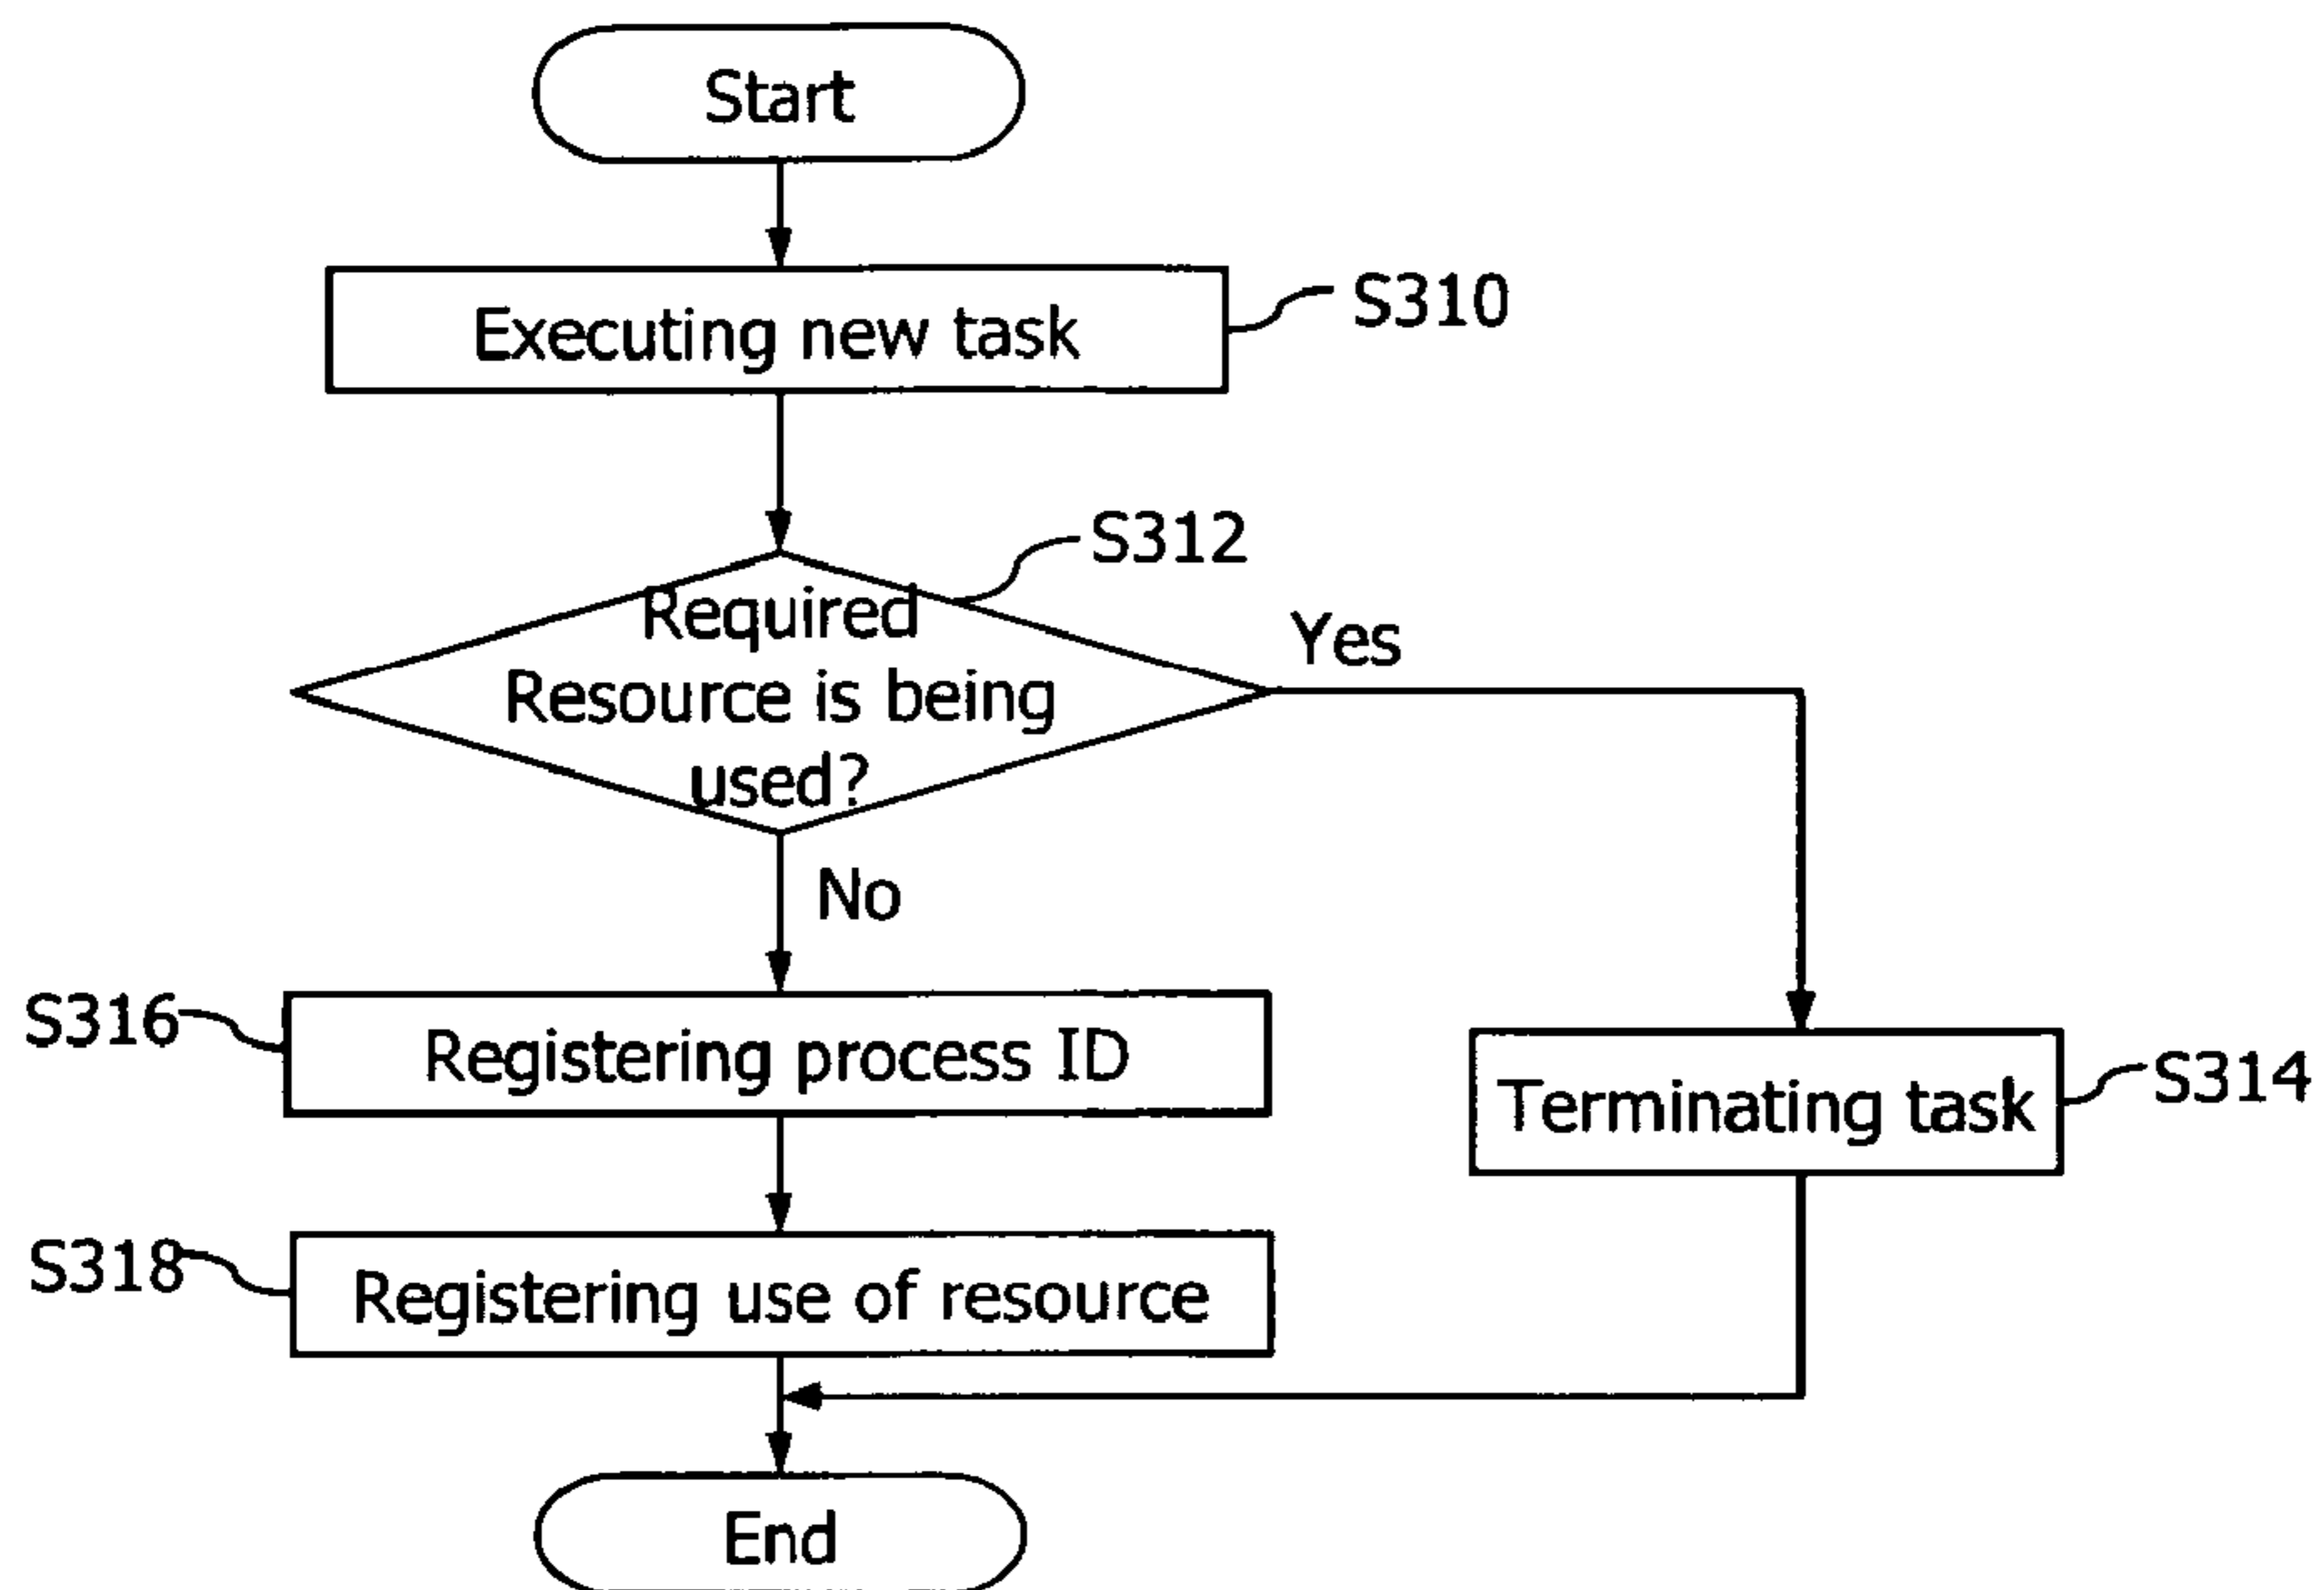 Start
Executing new task
S310
S312
Required
Resource is being
used?
Yes
No
S316
Registering process ID
Terminating task
S314
S318
Registering use of resource
End